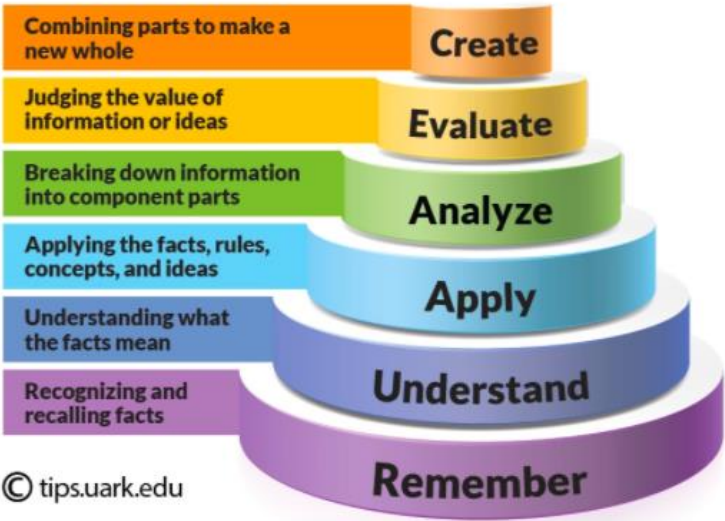 Combining parts to make a
new whole
Create
Judging the value of
information or ideas
Evaluate
Breaking down information
into component parts
Analyze
Applying the facts, rules,
concepts, and ideas
Apply
Understanding what
the facts mean
Understand
Recognizing and
recalling facts
Remember
© tips.uark.edu